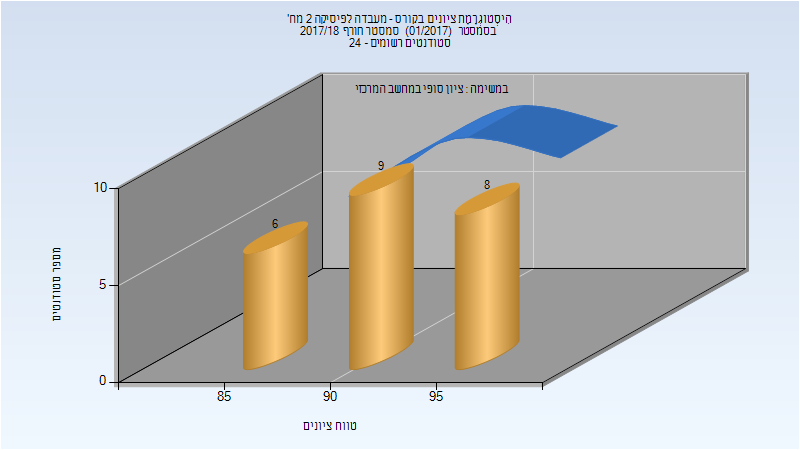 היסטוגרמת ציונים בקורס - מעבדה לפיסיקה 2 מח'
בסמסטר (01/2017) סמסטר חורף 2017/18
סטודנטים רשומים - 24
במשימה : ציון סופי במחשב המרכזי
9
8
6
10
5
0
מספר סטודנטים
85
90
95
טווח ציונים